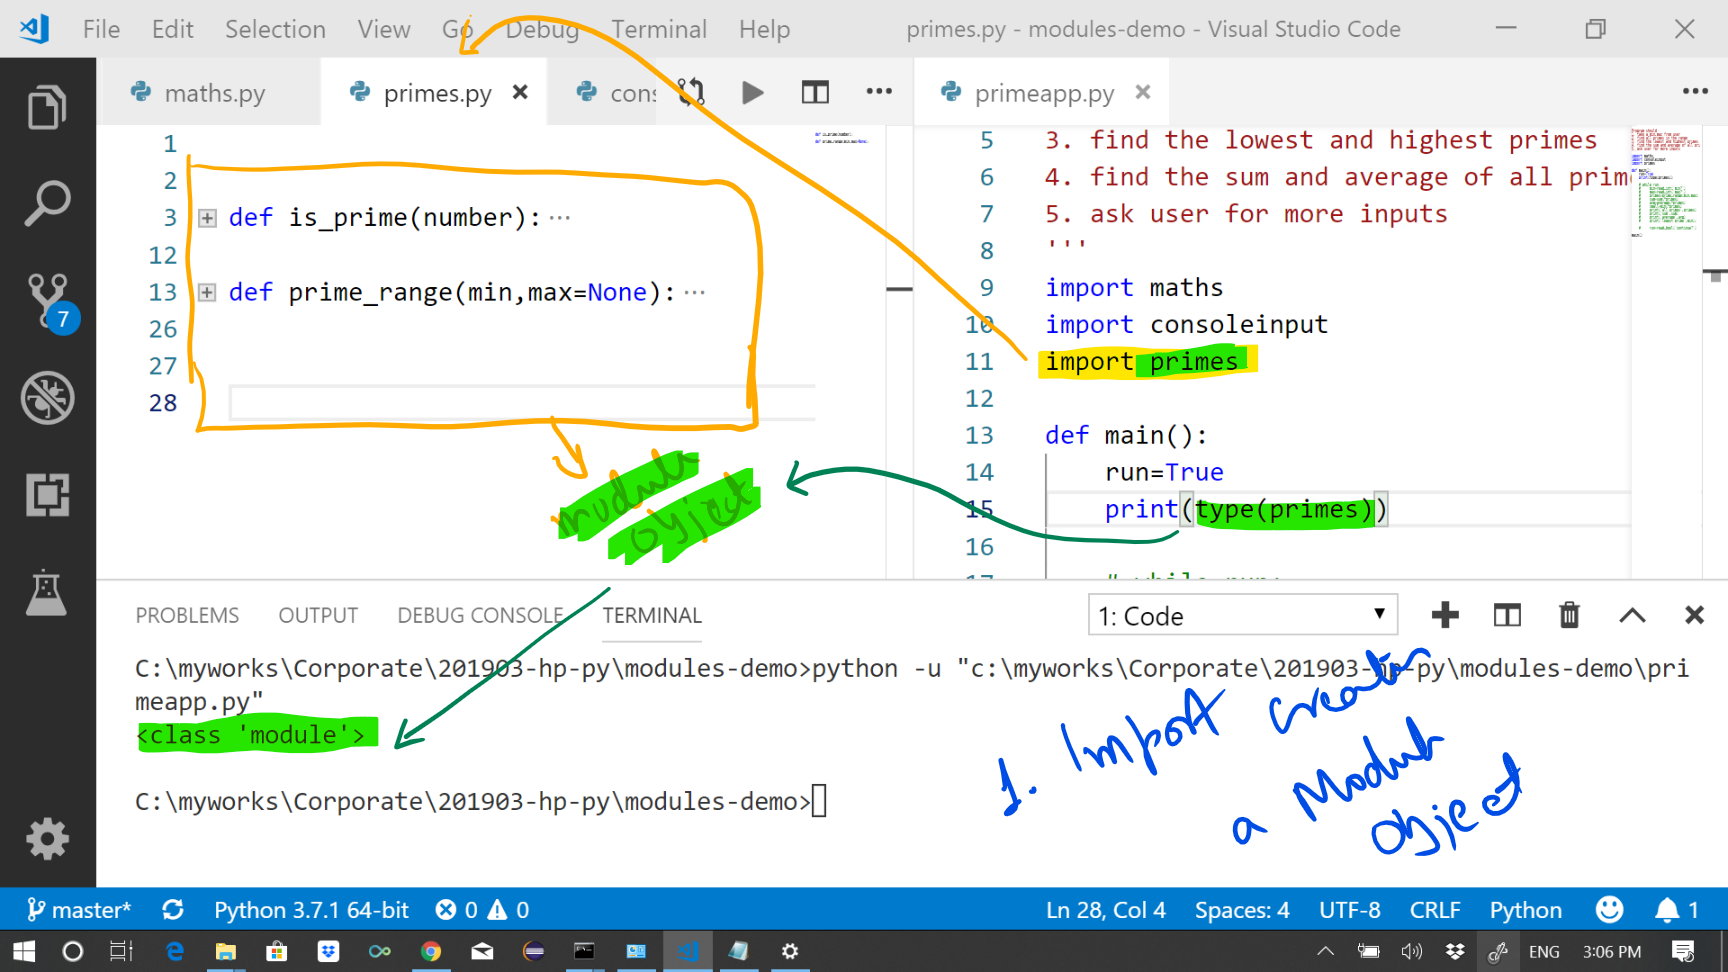 File Edit Selection View Go Debug Terminal Help primes.py - modules-demo - Visual Studio Code
maths.py primes.py cons
1
2
3 def is_prime(number):...
12
13 def prime_range(min,max=None):...
26
27
28
module
object
primeapp.py
5 3. find the lowest and highest primes
6 4. find the sum and average of all prim
7 5. ask user for more inputs
8 '''
9 import maths
10 import consoleinput
11 import primes
12
13 def main():
14 run=True
15 print(type(primes))
16
17 # while run:
PROBLEMS OUTPUT DEBUG CONSOLE TERMINAL 1: Code
C:\myworks\Corporate\201903-hp-py\modules-demo>python -u "c:\myworks\Corporate\201903-hp-py\modules-demo\pri
meapp.py"
<class 'module'>
C:\myworks\Corporate\201903-hp-py\modules-demo>
1. Import creates
a Module
object
7
master* Python 3.7.1 64-bit 0 0 Ln 28, Col 4 Spaces: 4 UTF-8 CRLF Python 1
ENG 3:06 PM